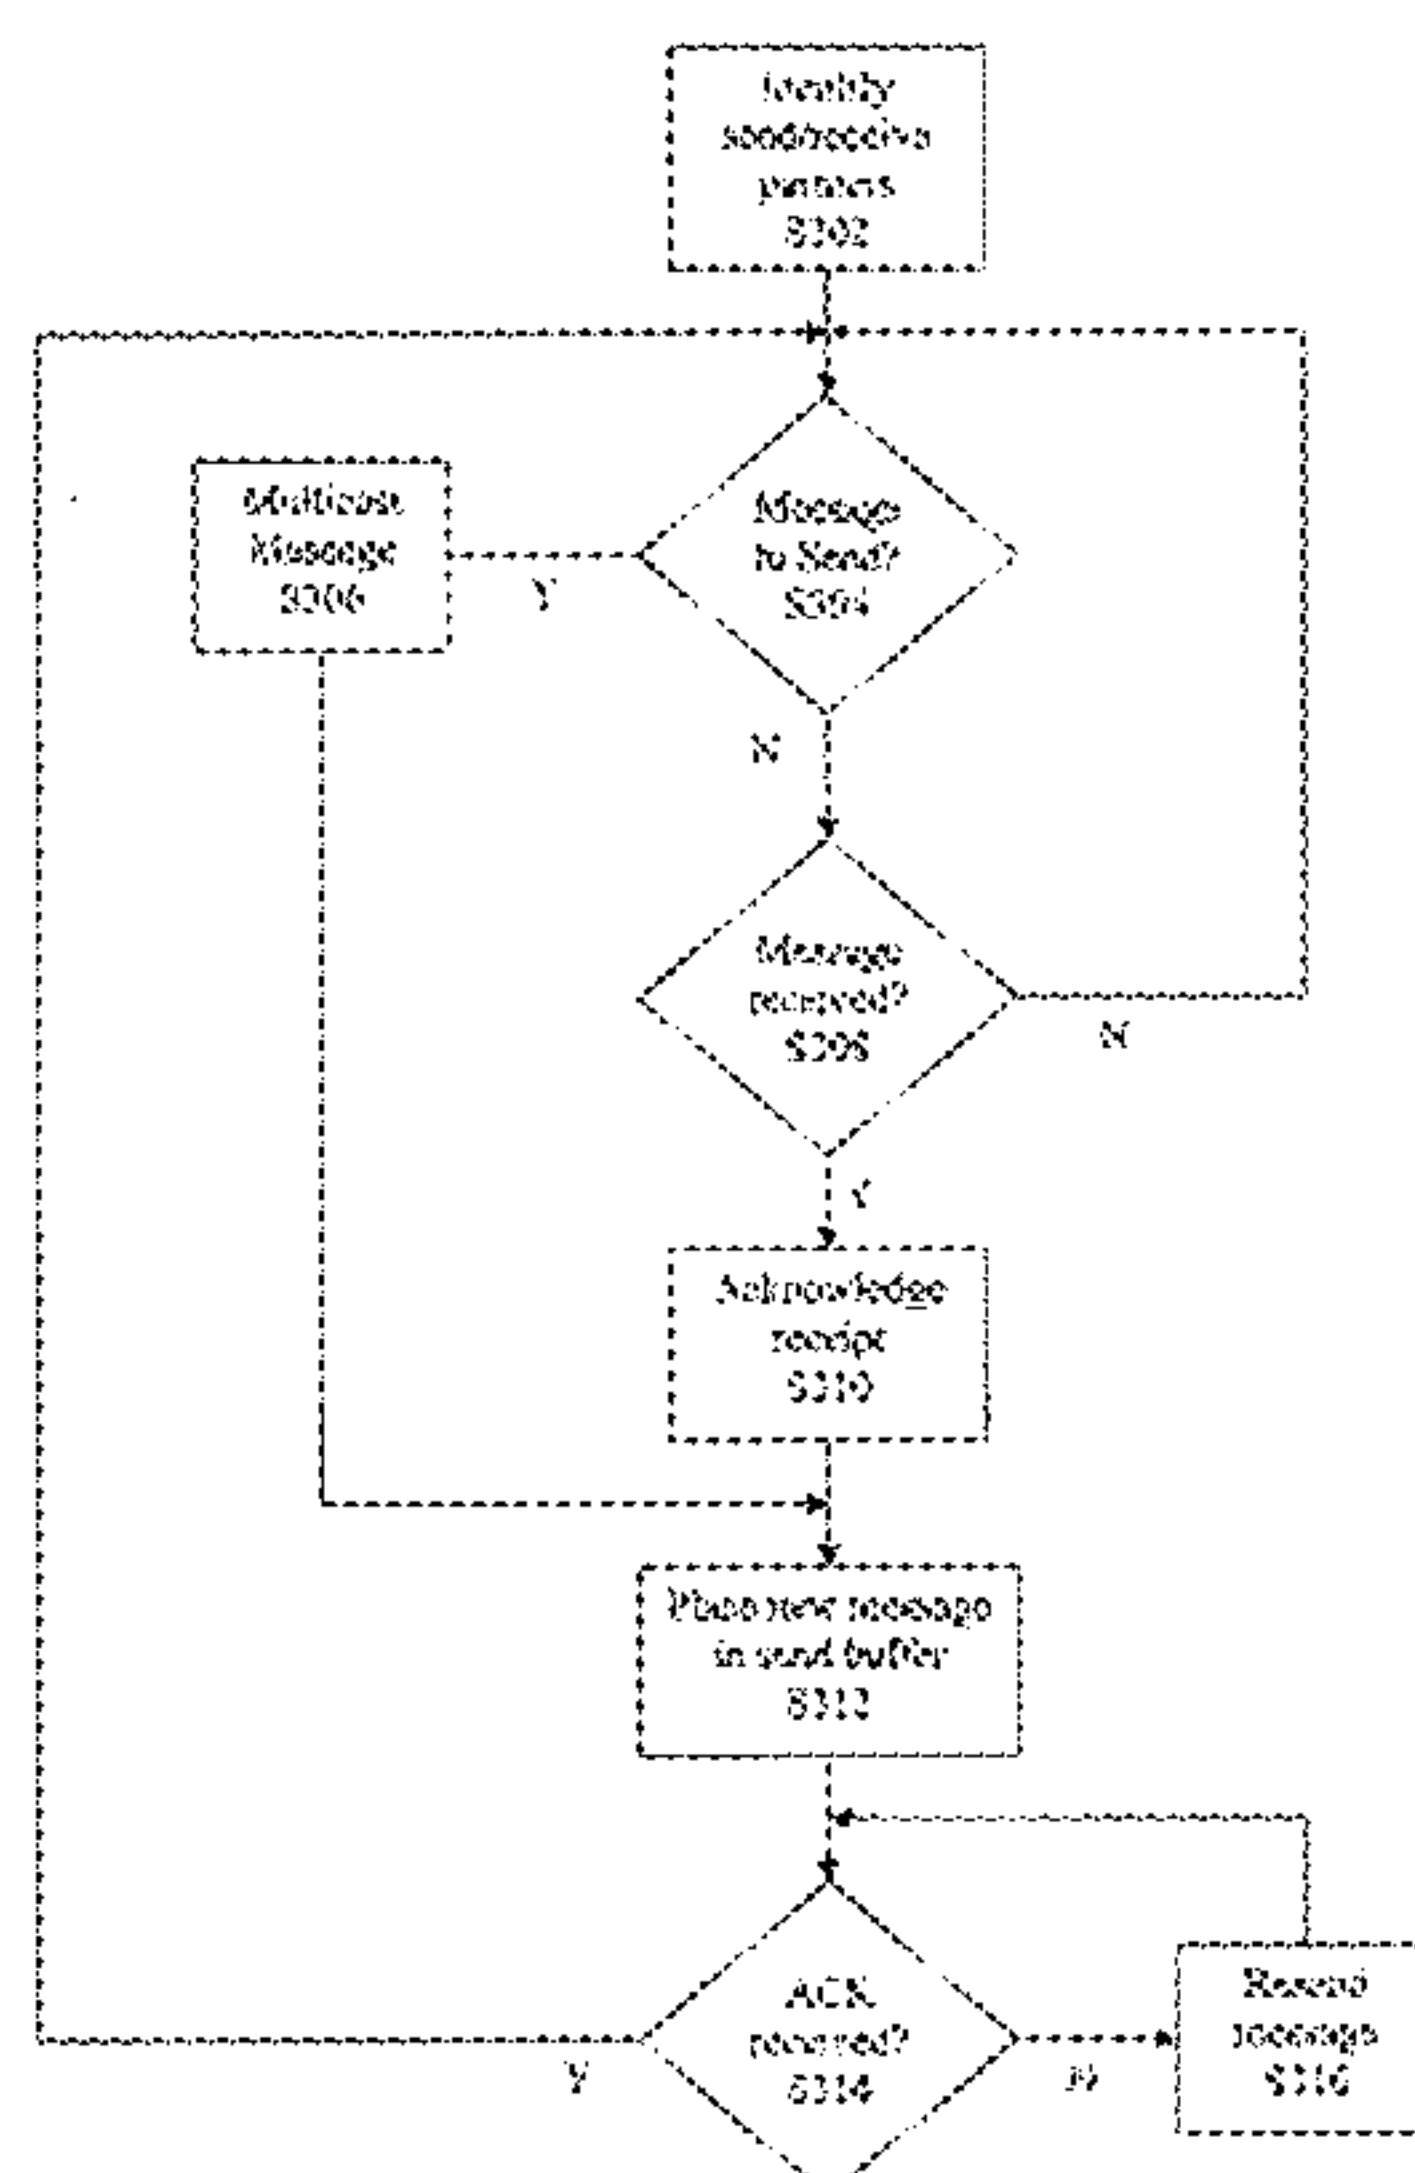 Identify
send/receive
partners
S302
Message
to Send?
S304
Multicast
Message
S306
Y
N
Message
received?
S308
N
Y
Acknowledge
receipt
S310
Place new message
in send buffer
S312
ACK
received?
S314
Y
N
Resend
message
S316